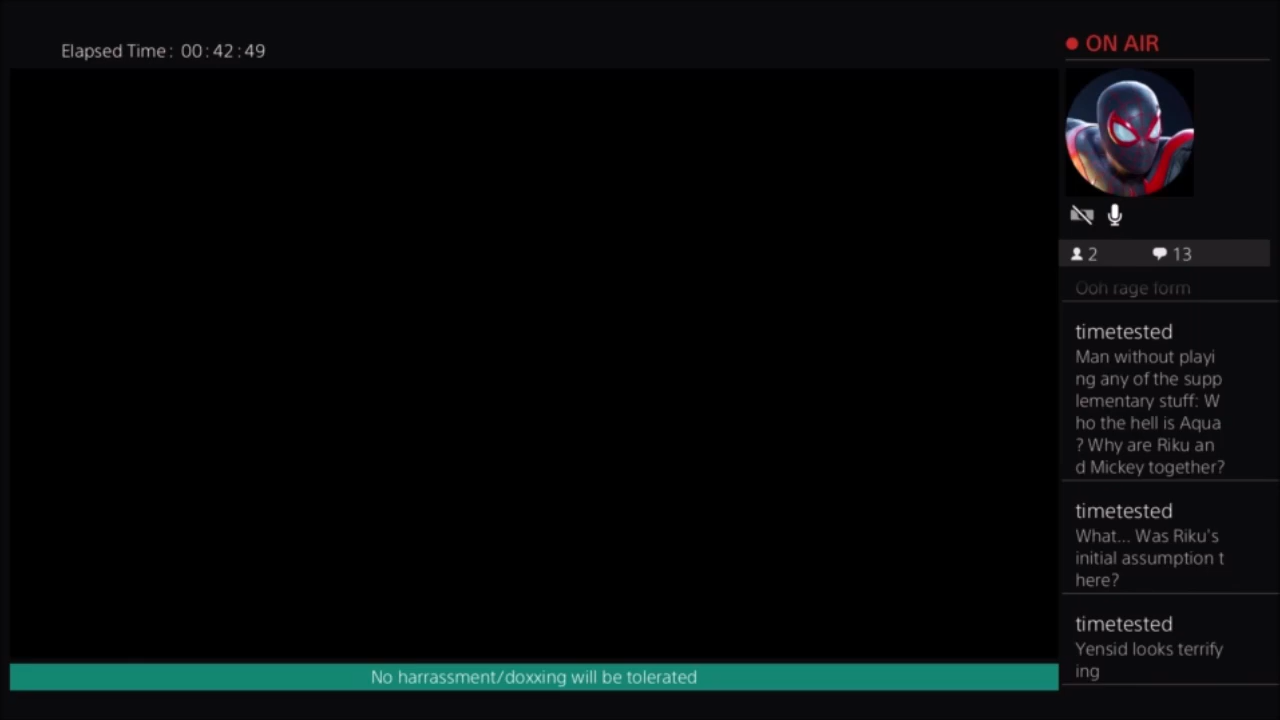 Elapsed Time: 00:42:49
ON AIR
2
13
Ooh rage form
timetested
Man without playi
ng any of the supp
lementary stuff: W
ho the hell is Aqua
? Why are Riku an
d Mickey together?
timetested
What... Was Riku's
initial assumption t
here?
timetested
Yensid looks terrify
ing
No harrassment/doxxing will be tolerated